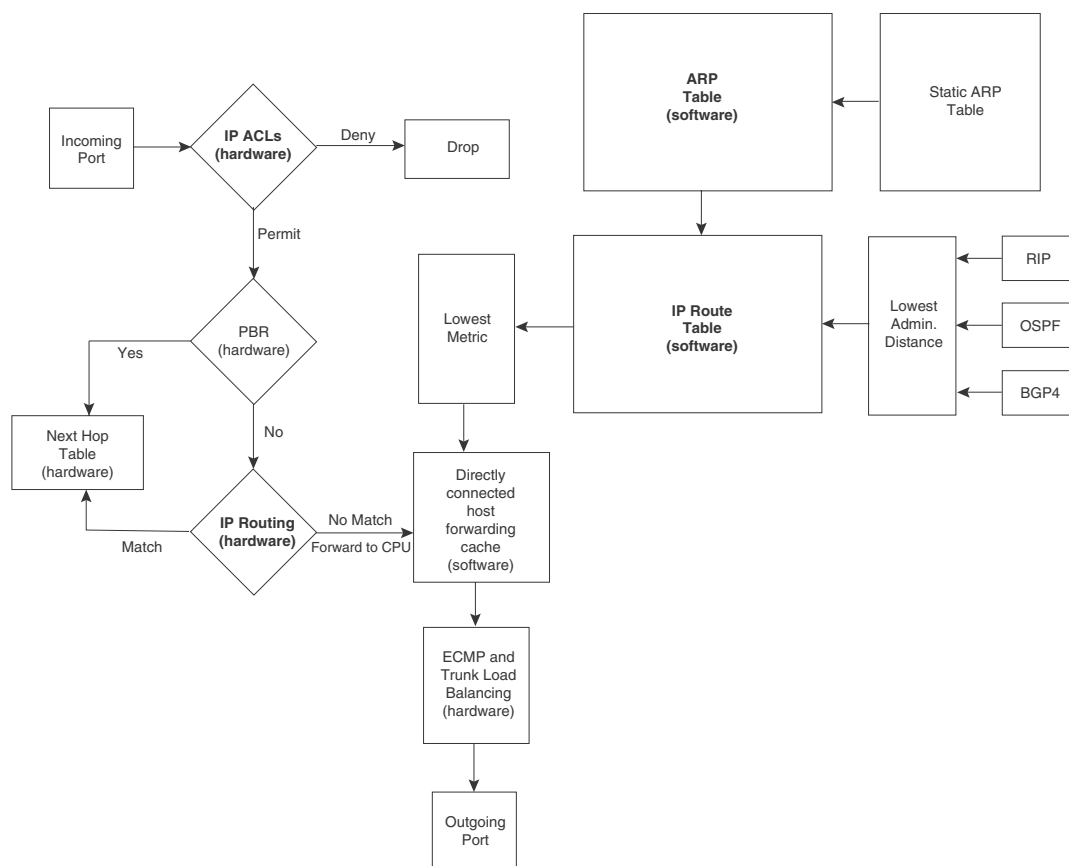 Incoming
Port
IP ACLs
(hardware)
Deny
Drop
Permit
PBR
(hardware)
Yes
No
Next Hop
Table
(hardware)
IP Routing
(hardware)
Match
No Match
Forward to CPU
ARP
Table
(software)
Static ARP
Table
IP Route
Table
(software)
Lowest
Admin.
Distance
RIP
OSPF
BGP4
Lowest
Metric
Directly
connected
host
forwarding
cache
(software)
ECMP and
Trunk Load
Balancing
(hardware)
Outgoing
Port